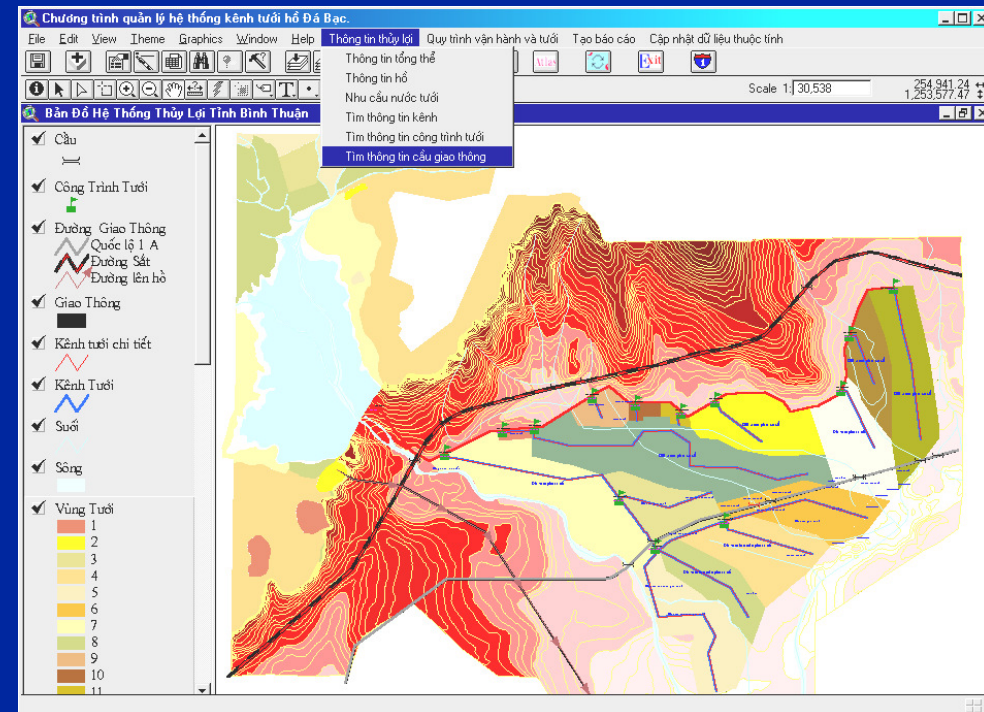 Chương trình quản lý hệ thống kênh tưới hồ Đá Bạc.
File Edit View Theme Graphics Window Help Thông tin thủy lợi Quy trình vận hành và tưới Tạo báo cáo Cập nhật dữ liệu thuộc tính
Atlas Exit
Scale 1: 30,538
254,941.24
1,253,577.47
Bản Đồ Hệ Thống Thủy Lợi Tỉnh Bình Thuận
Thông tin tổng thể
Thông tin hồ
Nhu cầu nước tưới
Tìm thông tin kênh
Tìm thông tin công trình tưới
Tìm thông tin cầu giao thông
Cầu
Công Trình Tưới
Đường Giao Thông
Quốc lộ 1 A
Đường Sắt
Đường lên hồ
Giao Thông
Kênh tưới chi tiết
Kênh Tưới
Suối
Sông
Vùng Tưới
1
2
3
4
5
6
7
8
9
10
11